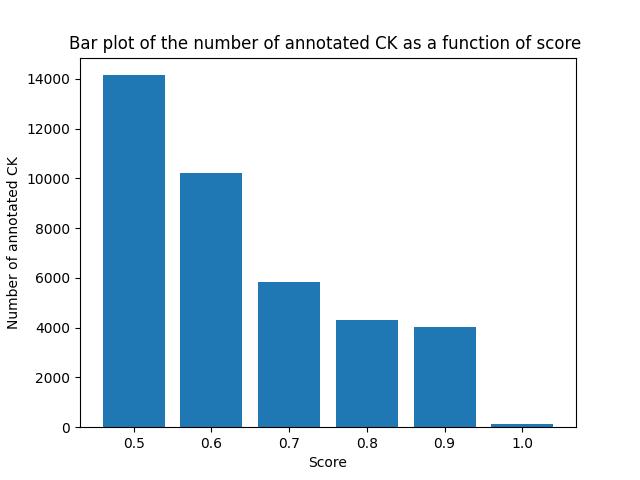 Bar plot of the number of annotated CK as a function of score
Number of annotated CK
14000
12000
10000
8000
6000
4000
2000
0
0.5 0.6 0.7 0.8 0.9 1.0
Score